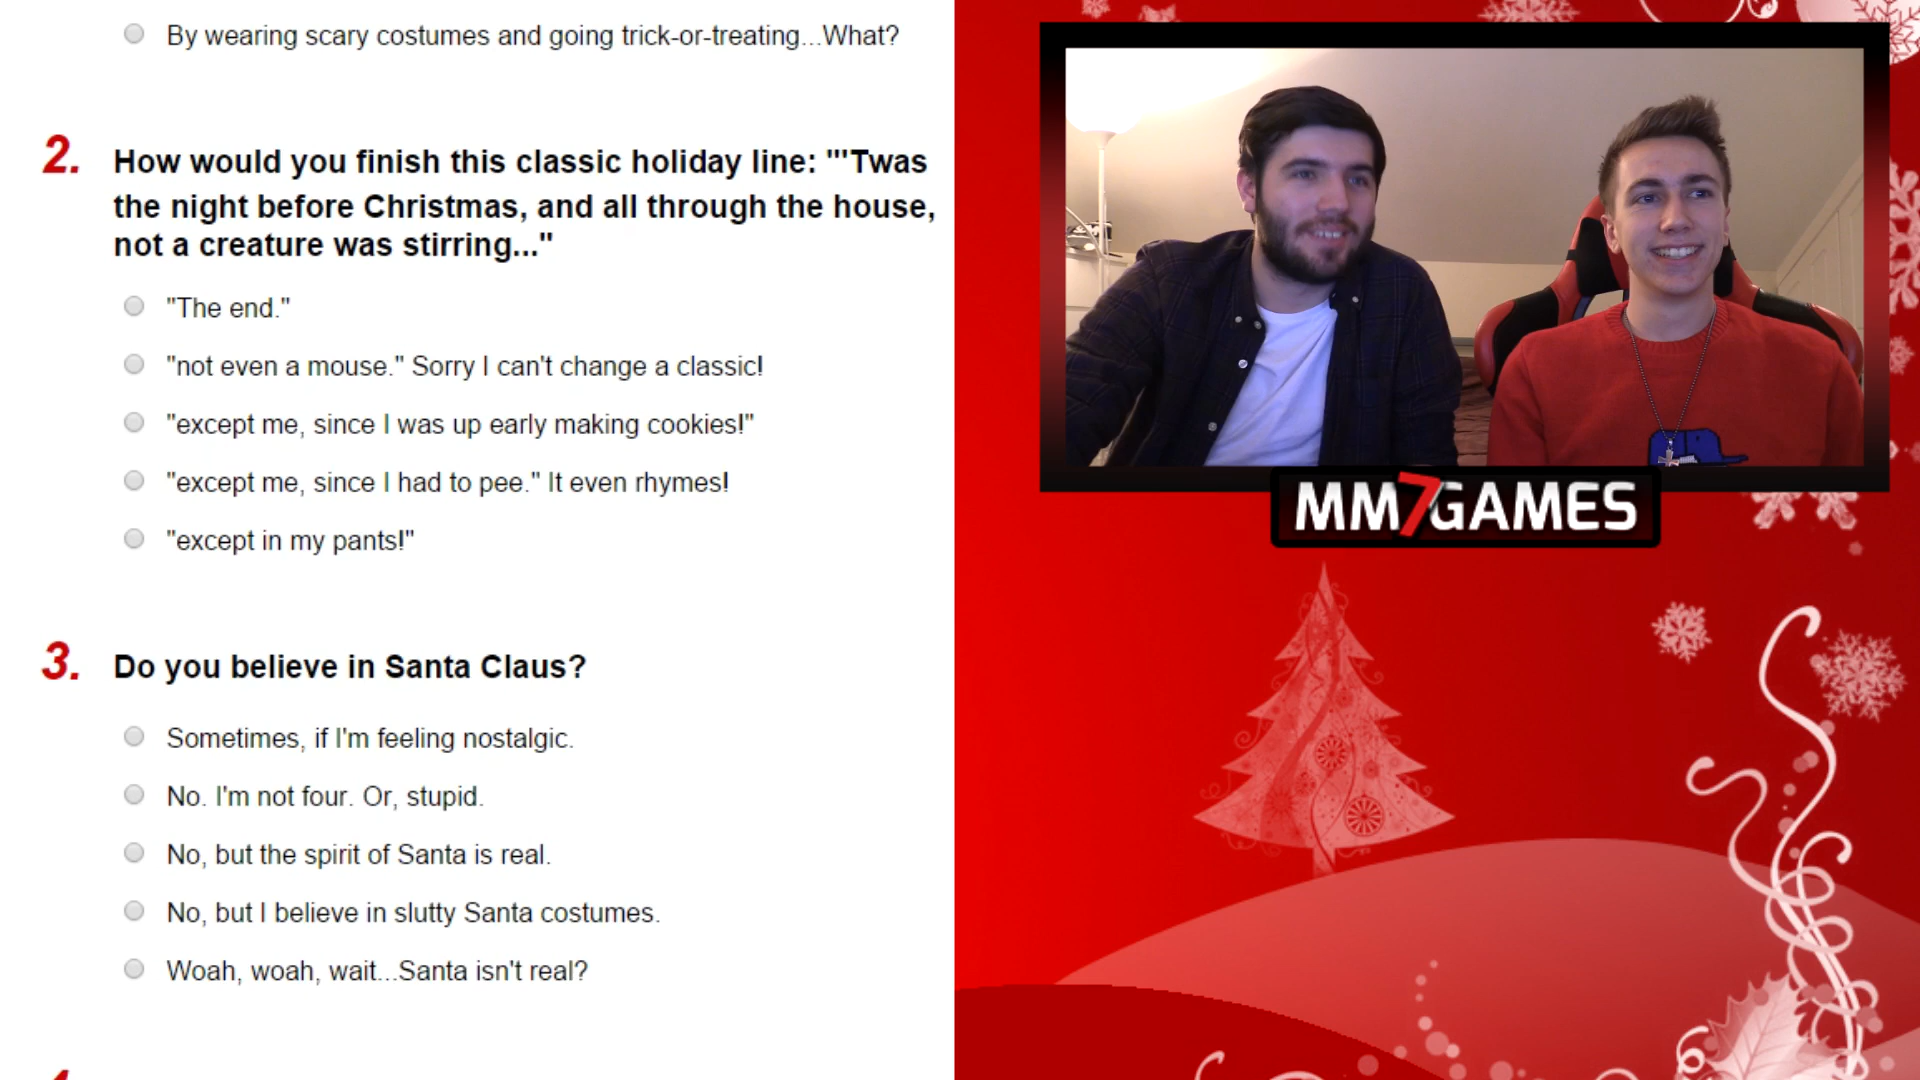 By wearing scary costumes and going trick-or-treating...What?
2.
How would you finish this classic holiday line: "'Twas
the night before Christmas, and all through the house,
not a creature was stirring..."
"The end."
"not even a mouse." Sorry I can't change a classic!
"except me, since I was up early making cookies!"
"except me, since I had to pee." It even rhymes!
"except in my pants!"
3.
Do you believe in Santa Claus?
Sometimes, if I'm feeling nostalgic.
No. I'm not four. Or, stupid.
No, but the spirit of Santa is real.
No, but I believe in slutty Santa costumes.
Woah, woah, wait...Santa isn't real?
MM7GAMES